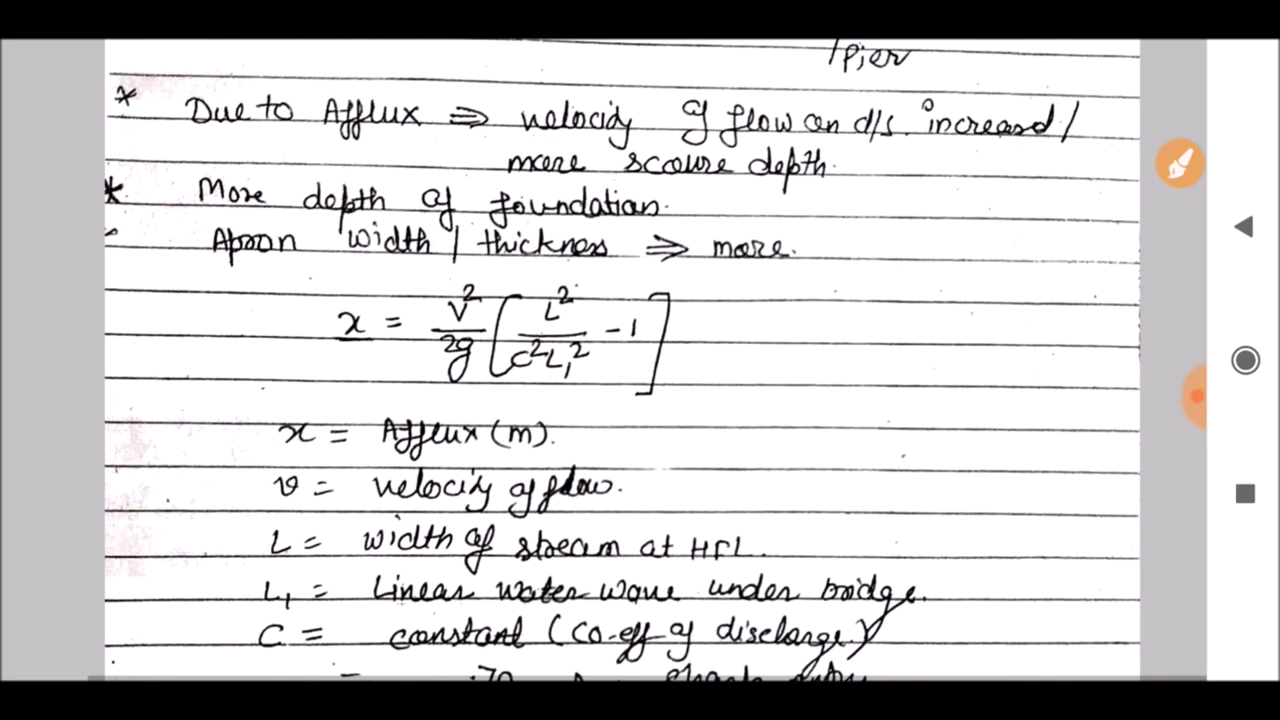 Pier
* Due to Afflux ⇒ velocity of flow on d/s. increased /
more scoure depth.
* More depth of foundation.
Apron width / thickness ⇒ more.
x = V²/2g [ L²/C²L₁² - 1 ]
x = Afflux (m).
v = velocity of flow.
L = width of stream at HFL.
L₁ = Linear water wave under bridge.
C = constant (co-eff of discharge)
= .70